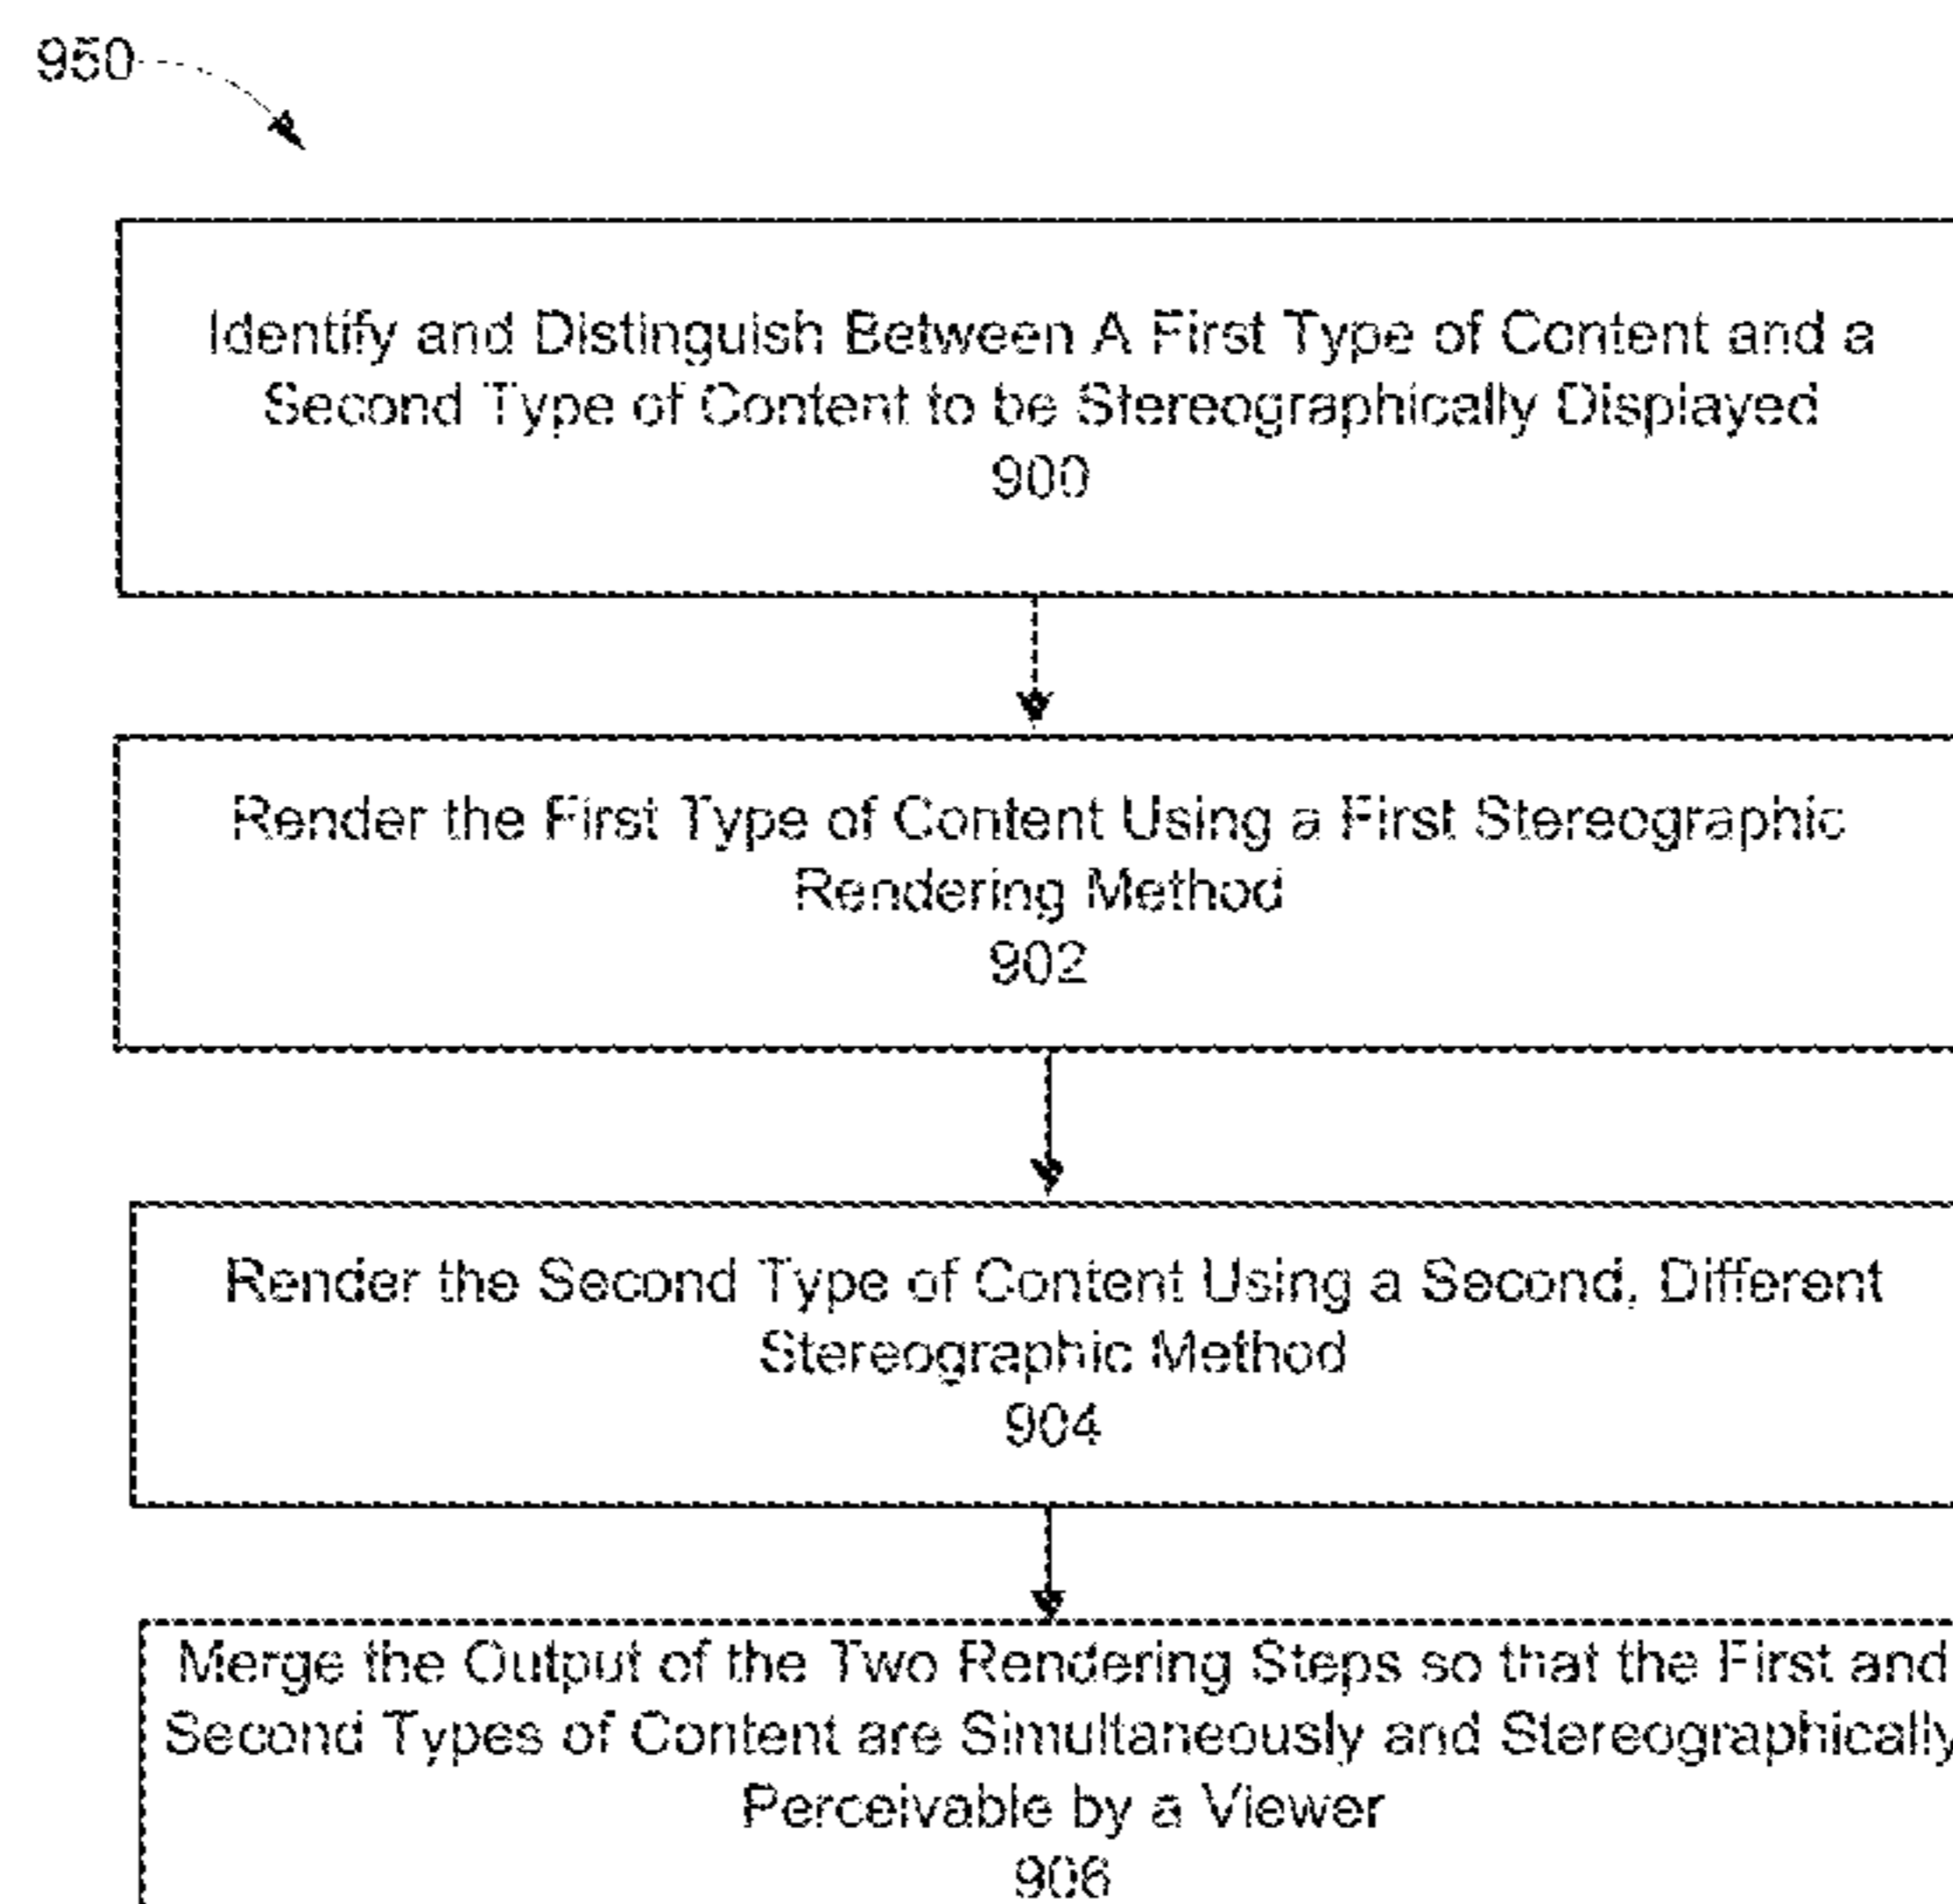 950
Identify and Distinguish Between A First Type of Content and a
Second Type of Content to be Stereographically Displayed
900
Render the First Type of Content Using a First Stereographic
Rendering Method
902
Render the Second Type of Content Using a Second, Different
Stereographic Method
904
Merge the Output of the Two Rendering Steps so that the First and
Second Types of Content are Simultaneously and Stereographically
Perceivable by a Viewer
906